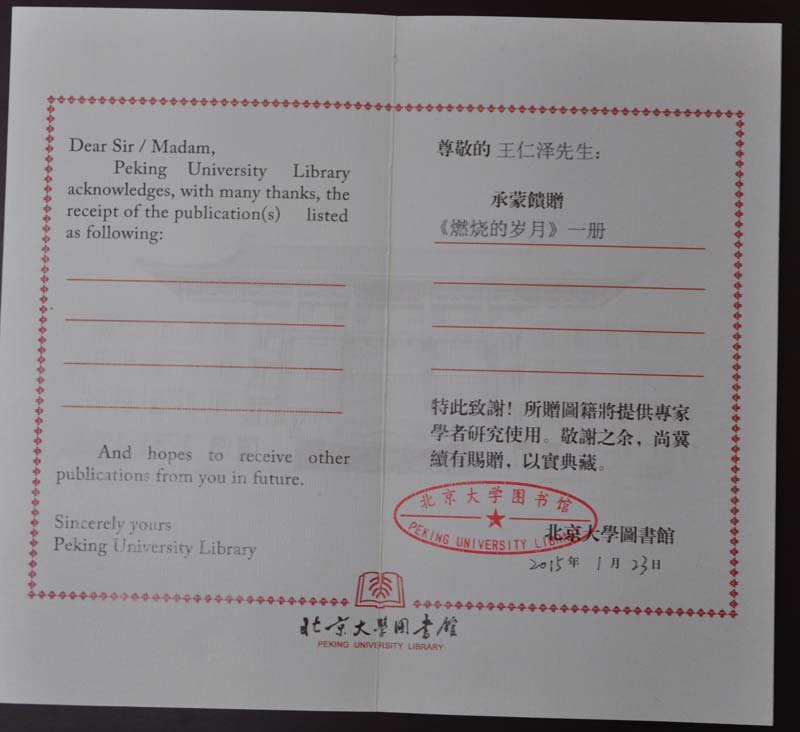 Dear Sir / Madam,
Peking University Library
acknowledges, with many thanks, the
receipt of the publication(s) listed
as following:
And hopes to receive other
publications from you in future.
Sincerely yours
Peking University Library
尊敬的 王仁泽先生：
承蒙饋贈
《燃烧的岁月》一册
特此致謝！所贈圖籍將提供專家
學者研究使用。敬謝之余，尚冀
續有賜贈，以實典藏。
北京大学图书馆
PEKING UNIVERSITY LIBRARY
北京大學圖書館
2015年 1月 23日
北京大學圖書館
PEKING UNIVERSITY LIBRARY